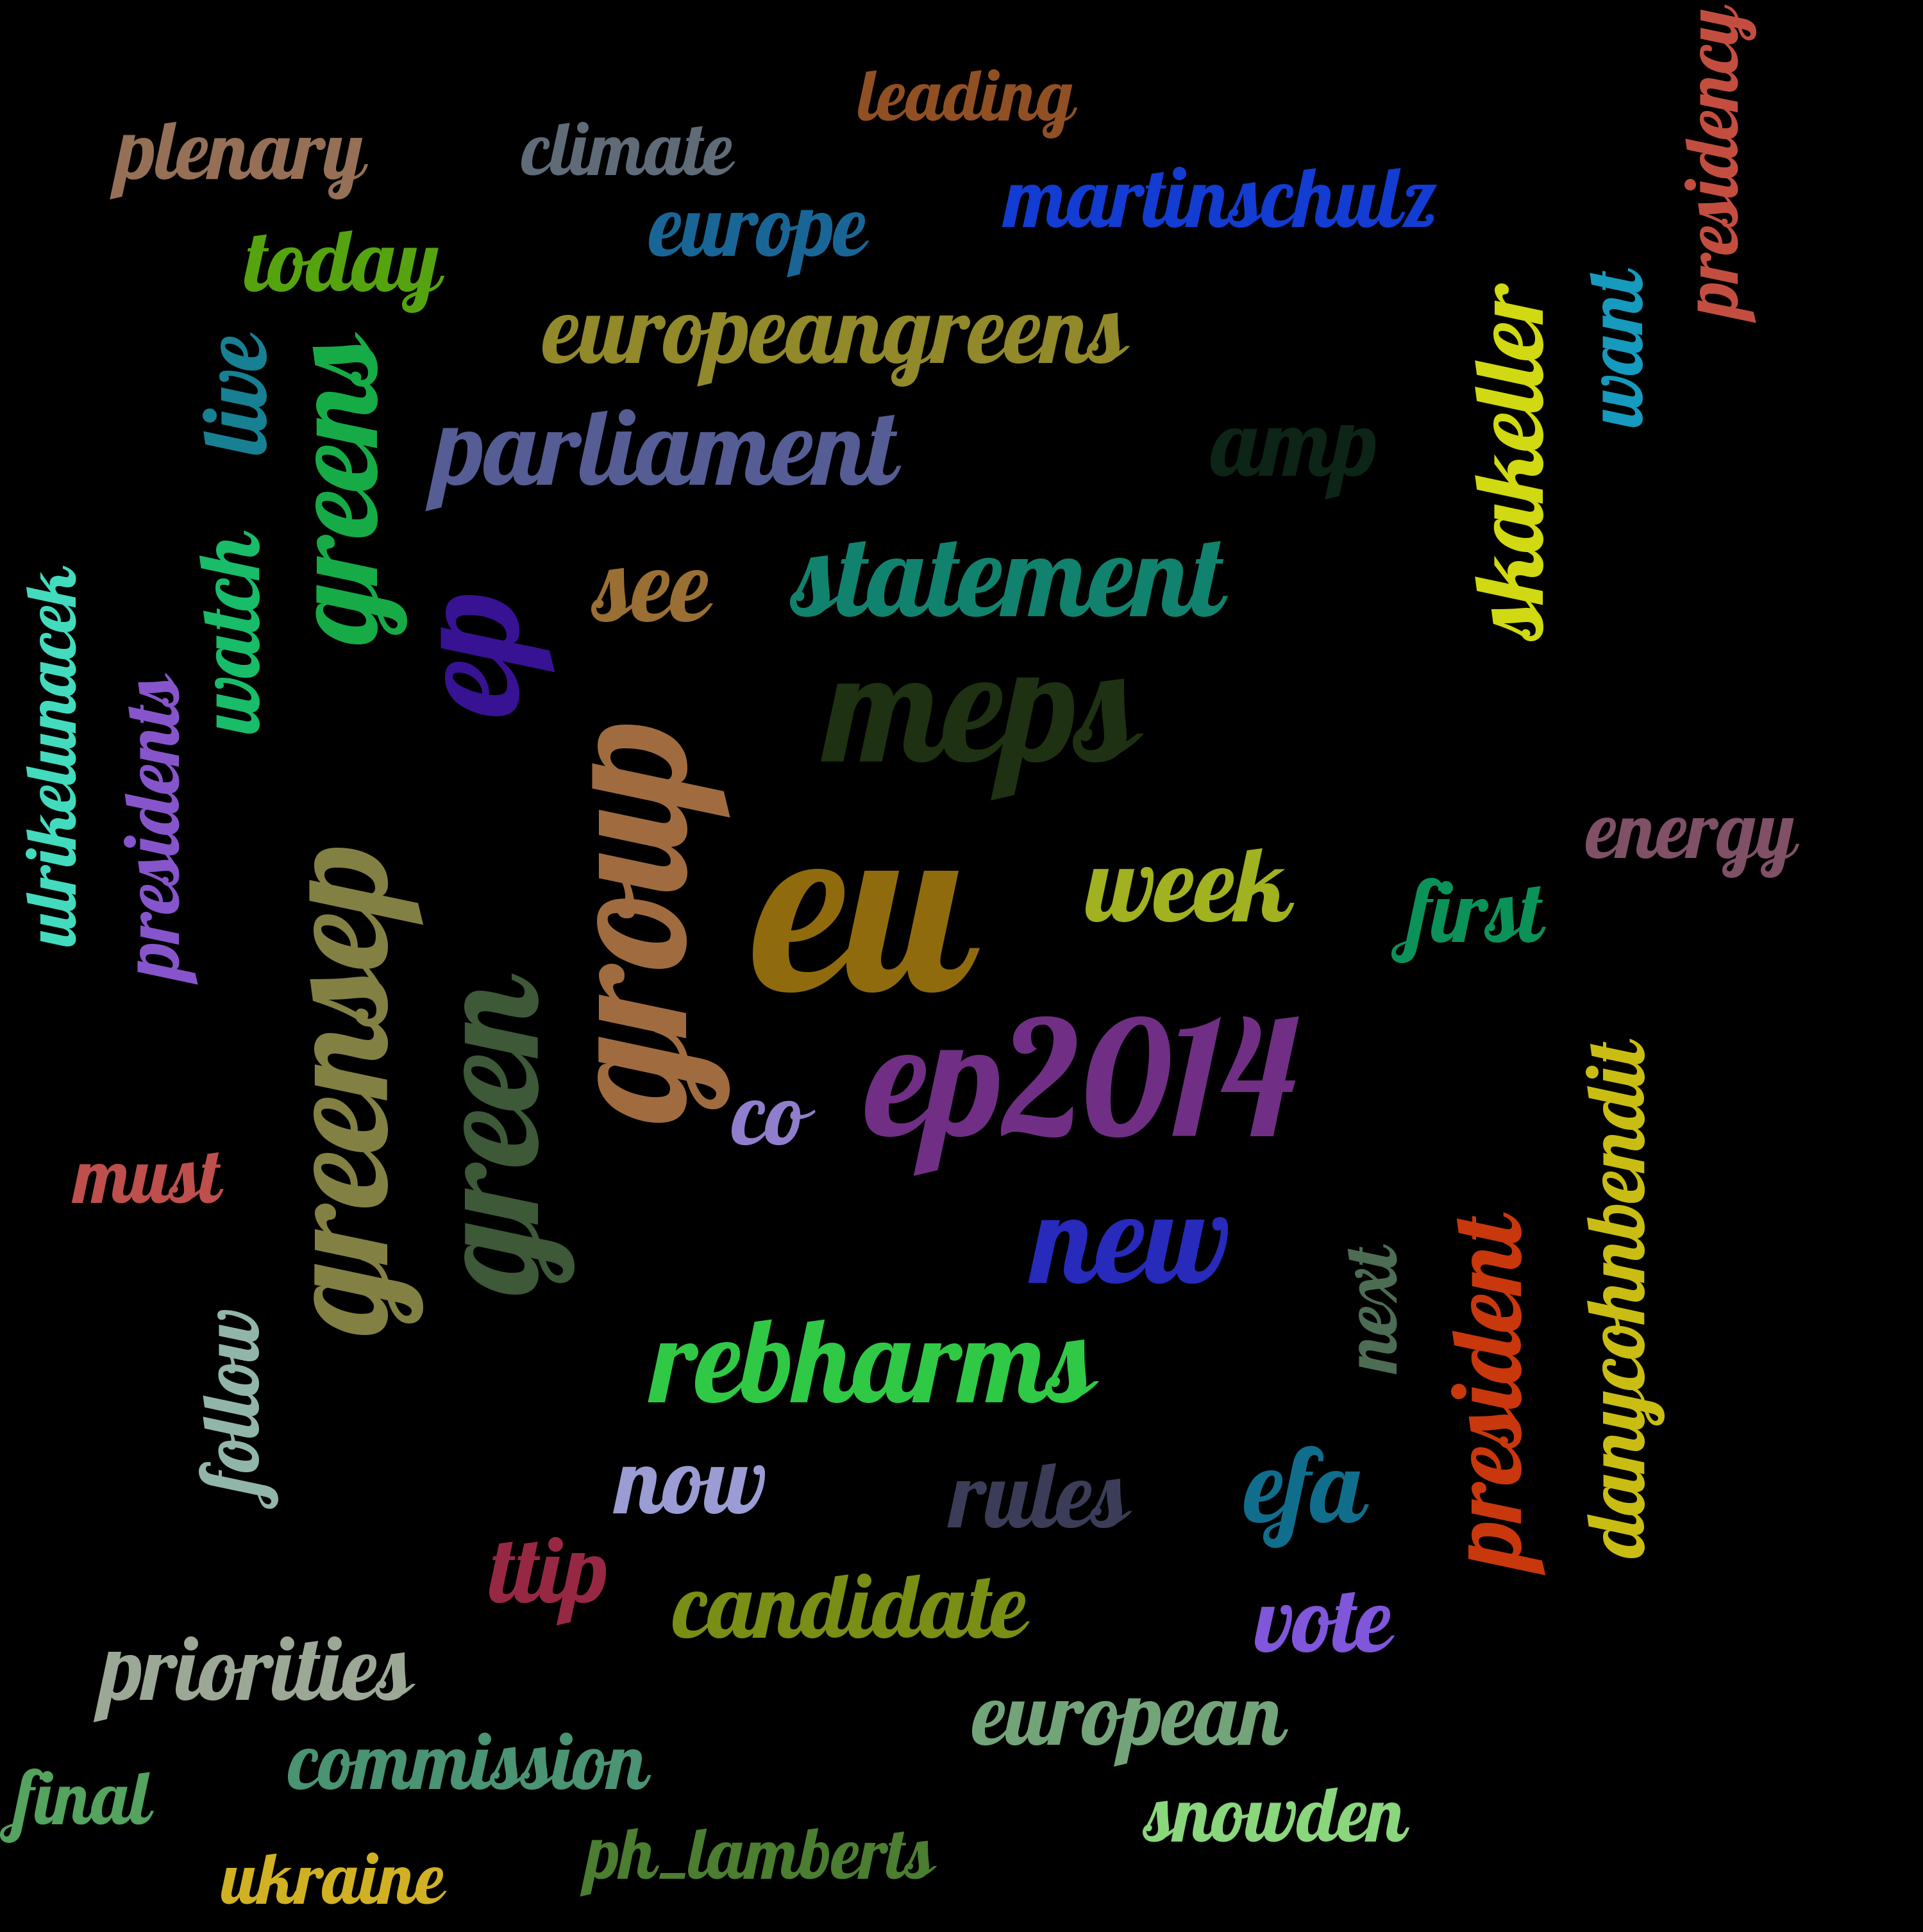 leading
presidency
plenary
climate
martinschulz
europe
today
want
europeangreens
skakeller
live
greens
parliament
amp
watch
see
statement
ulrikelunacek
ep
presidents
meps
group
energy
eu
week
first
greensep
green
ep2014
co
danycohnbendit
must
new
next
president
follow
rebharms
now
rules
efa
ttip
candidate
vote
priorities
european
commission
final
snowden
ph_lamberts
ukraine